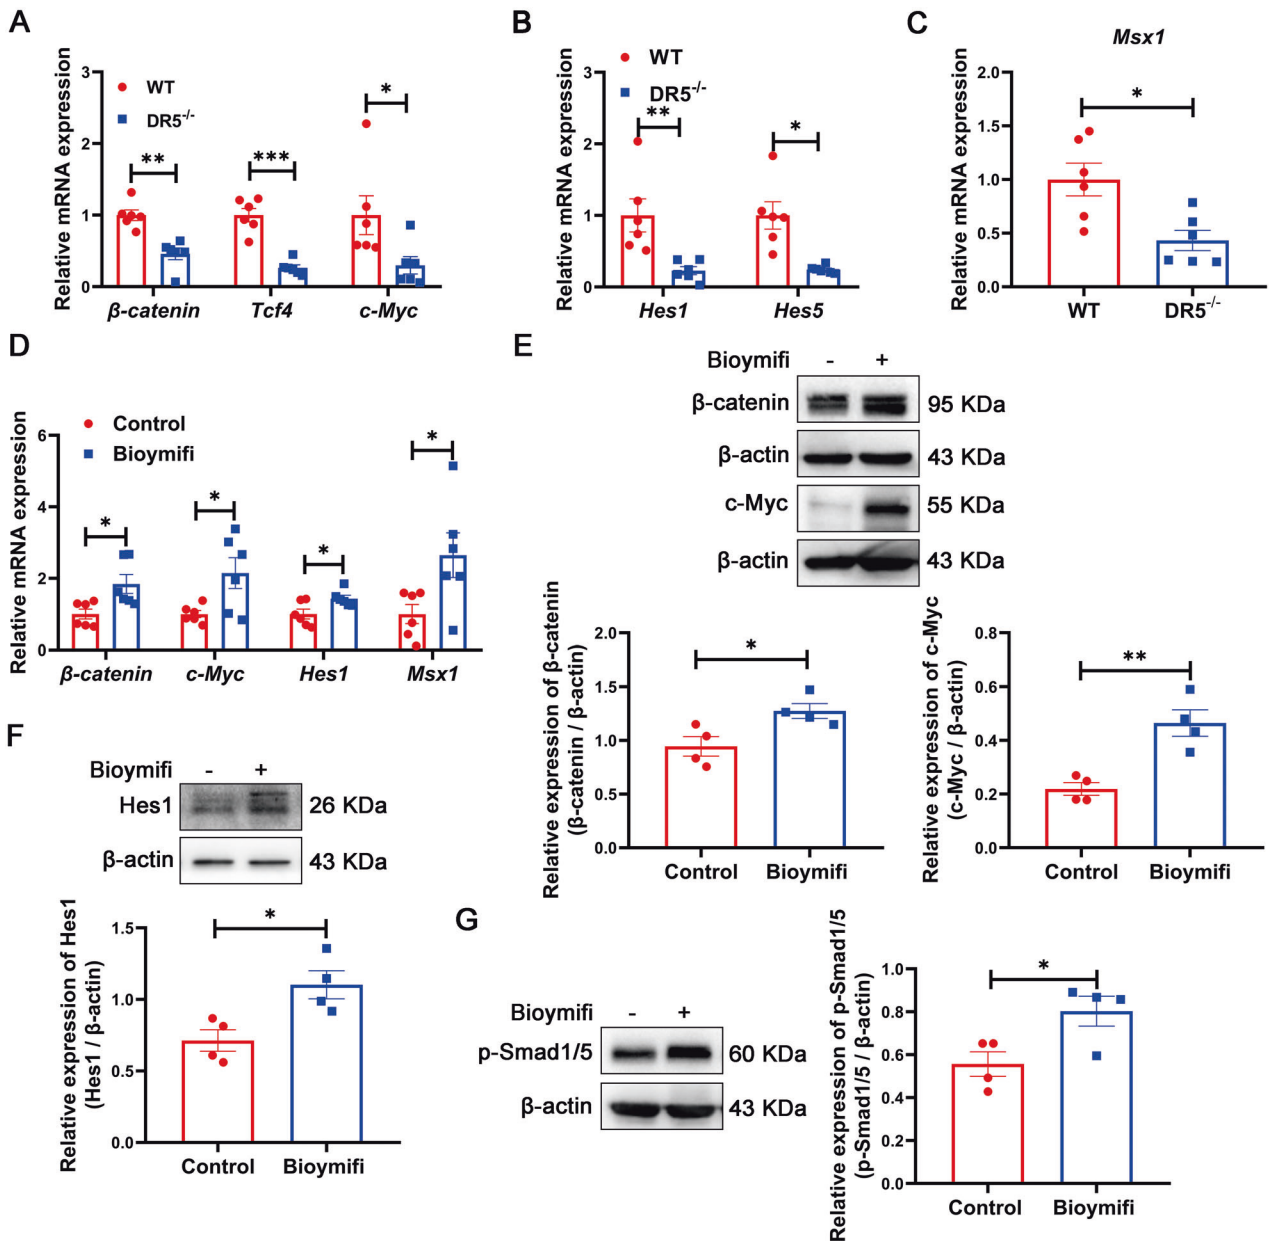 A
Relative mRNA expression
3
2
1
0
WT
DR5-/-
**
***
*
β-catenin
Tcf4
c-Myc
B
Relative mRNA expression
3
2
1
0
WT
DR5-/-
**
*
Hes1
Hes5
C
Msx1
Relative mRNA expression
2.0
1.5
1.0
0.5
0.0
*
WT
DR5-/-
D
Relative mRNA expression
6
4
2
0
Control
Bioymifi
*
*
*
*
β-catenin
c-Myc
Hes1
Msx1
E
Bioymifi - +
β-catenin 95 KDa
β-actin 43 KDa
c-Myc 55 KDa
β-actin 43 KDa
Relative expression of β-catenin
(β-catenin / β-actin)
2.0
1.5
1.0
0.5
0.0
*
Control
Bioymifi
Relative expression of c-Myc
(c-Myc / β-actin)
0.8
0.6
0.4
0.2
0.0
**
Control
Bioymifi
F
Bioymifi - +
Hes1 26 KDa
β-actin 43 KDa
Relative expression of Hes1
(Hes1 / β-actin)
1.5
1.0
0.5
0.0
*
Control
Bioymifi
G
Bioymifi - +
p-Smad1/5 60 KDa
β-actin 43 KDa
Relative expression of p-Smad1/5
(p-Smad1/5 / β-actin)
1.0
0.8
0.6
0.4
0.2
0.0
*
Control
Bioymifi